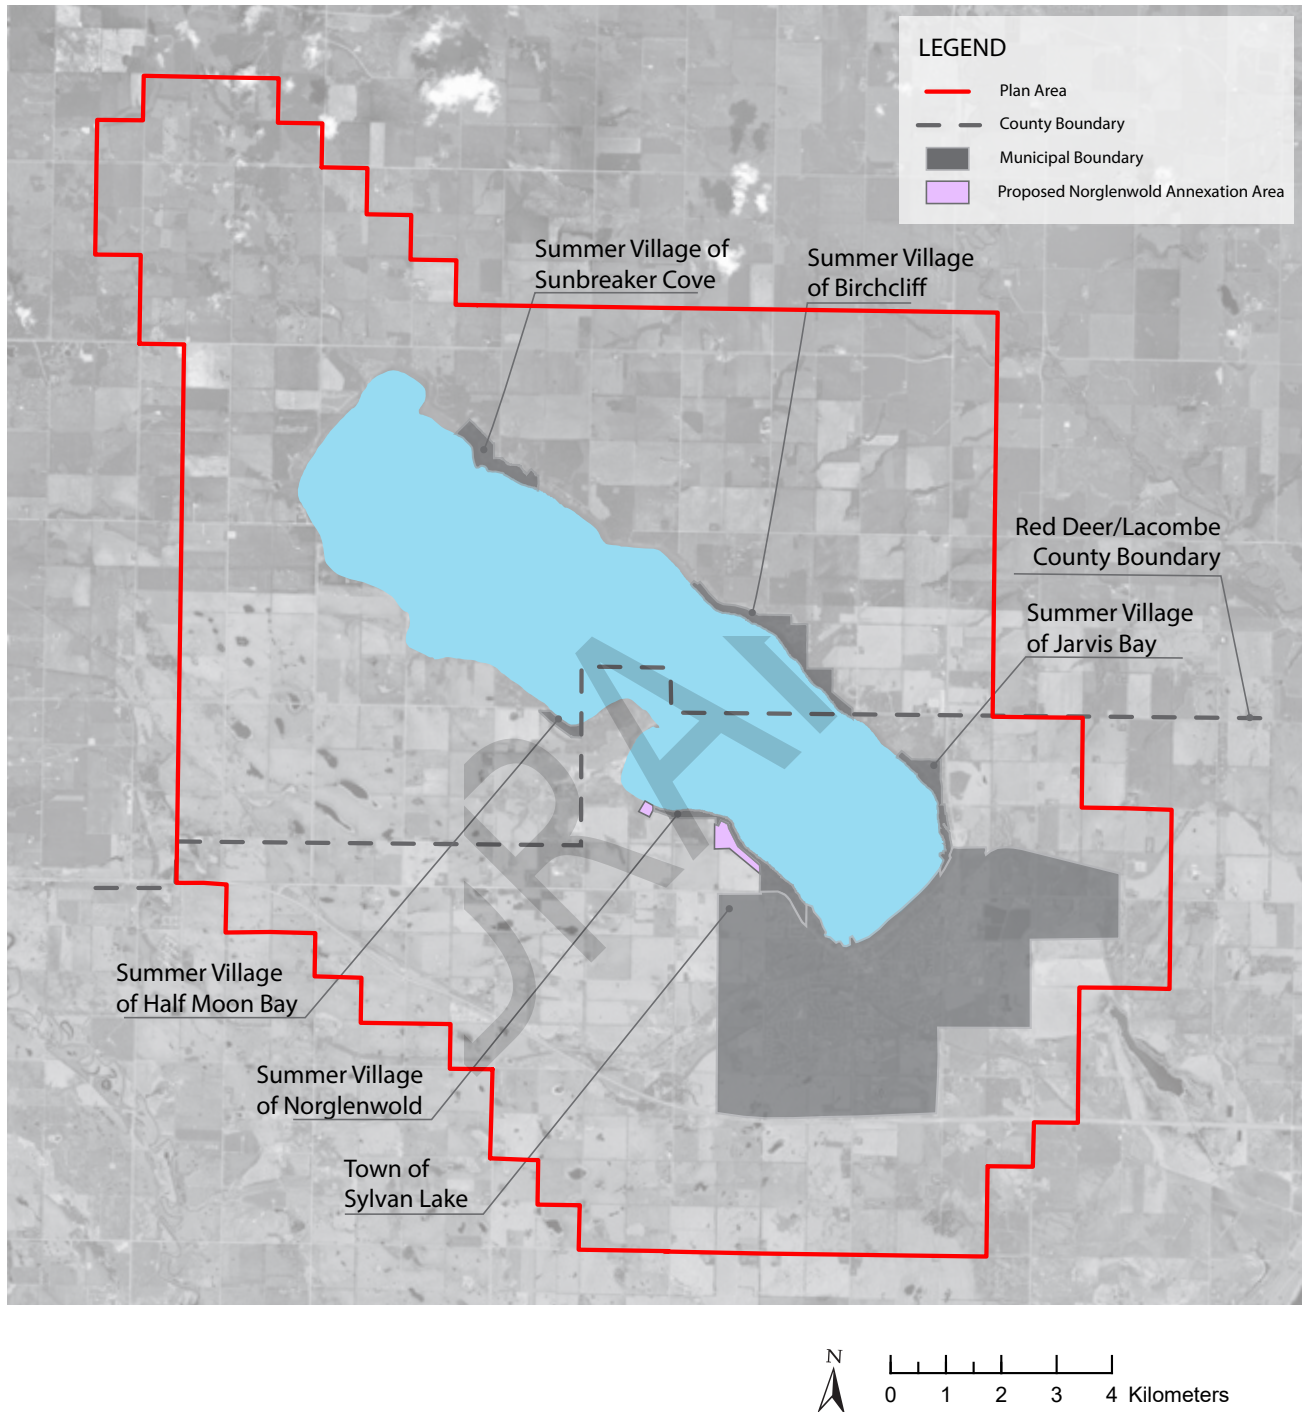 LEGEND
Plan Area
County Boundary
Municipal Boundary
Proposed Norglenwold Annexation Area
Summer Village of
Sunbreaker Cove
Summer Village
of Birchcliff
Red Deer/Lacombe
County Boundary
Summer Village
of Jarvis Bay
DRAFT
Summer Village
of Half Moon Bay
Summer Village
of Norglenwold
Town of
Sylvan Lake
N
0 1 2 3 4 Kilometers